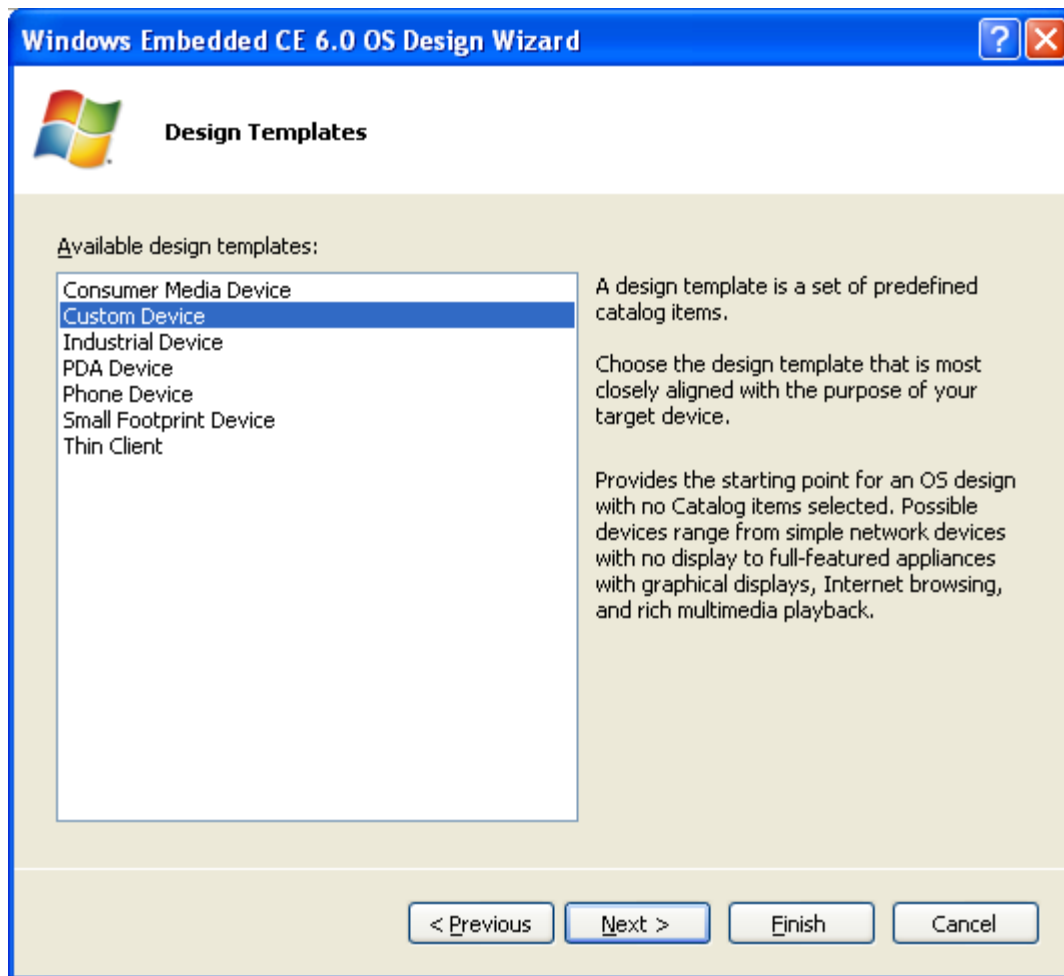 Windows Embedded CE 6.0 OS Design Wizard
?
Design Templates
Available design templates:
Consumer Media Device
Custom Device
Industrial Device
PDA Device
Phone Device
Small Footprint Device
Thin Client
A design template is a set of predefined
catalog items.
Choose the design template that is most
closely aligned with the purpose of your
target device.
Provides the starting point for an OS design
with no Catalog items selected. Possible
devices range from simple network devices
with no display to full-featured appliances
with graphical displays, Internet browsing,
and rich multimedia playback.
< Previous
Next >
Finish
Cancel